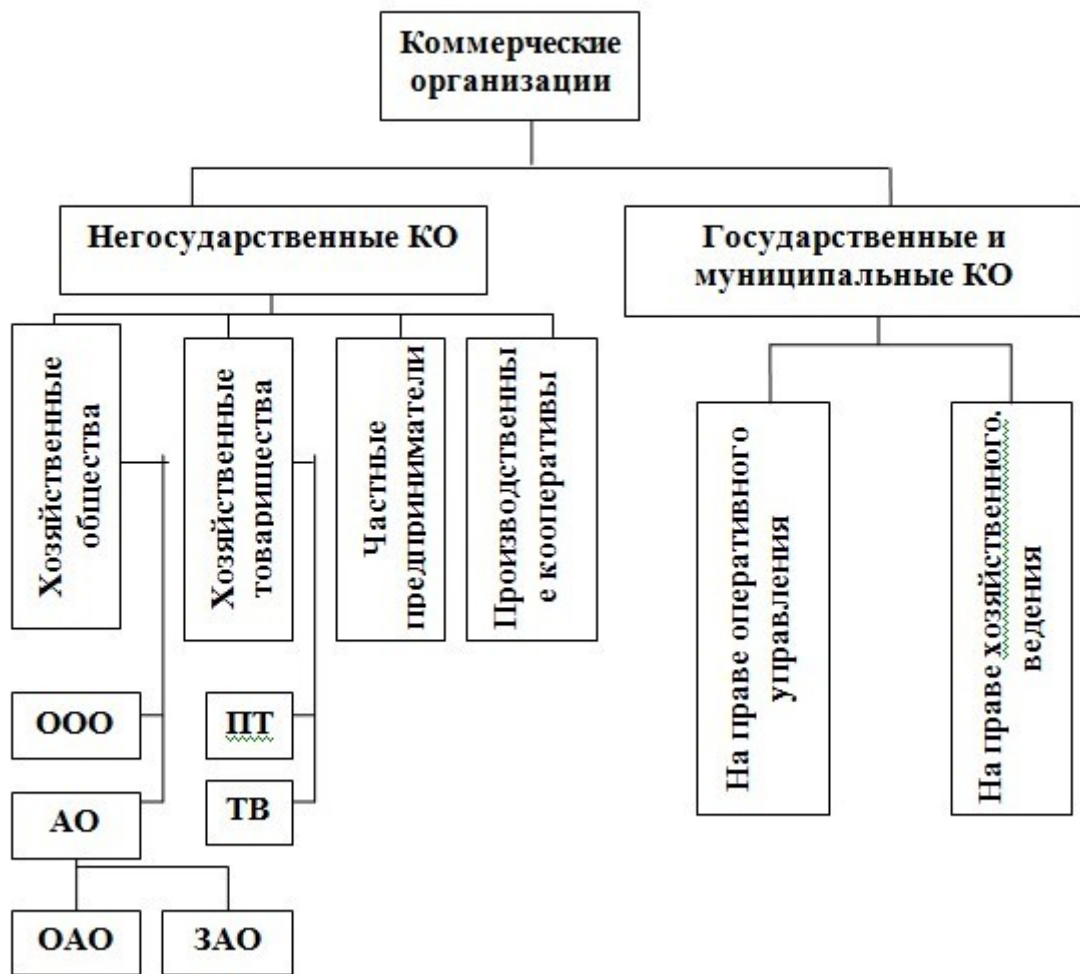 Коммерческие
организации
Негосударственные КО
Государственные и
муниципальные КО
Хозяйственные
общества
Хозяйственные
товарищества
Частные
предприниматели
Производственны
е кооперативы
На праве оперативного
управления
На праве хозяйственного.
ведения
ООО
ПТ
АО
ТВ
ОАО
ЗАО